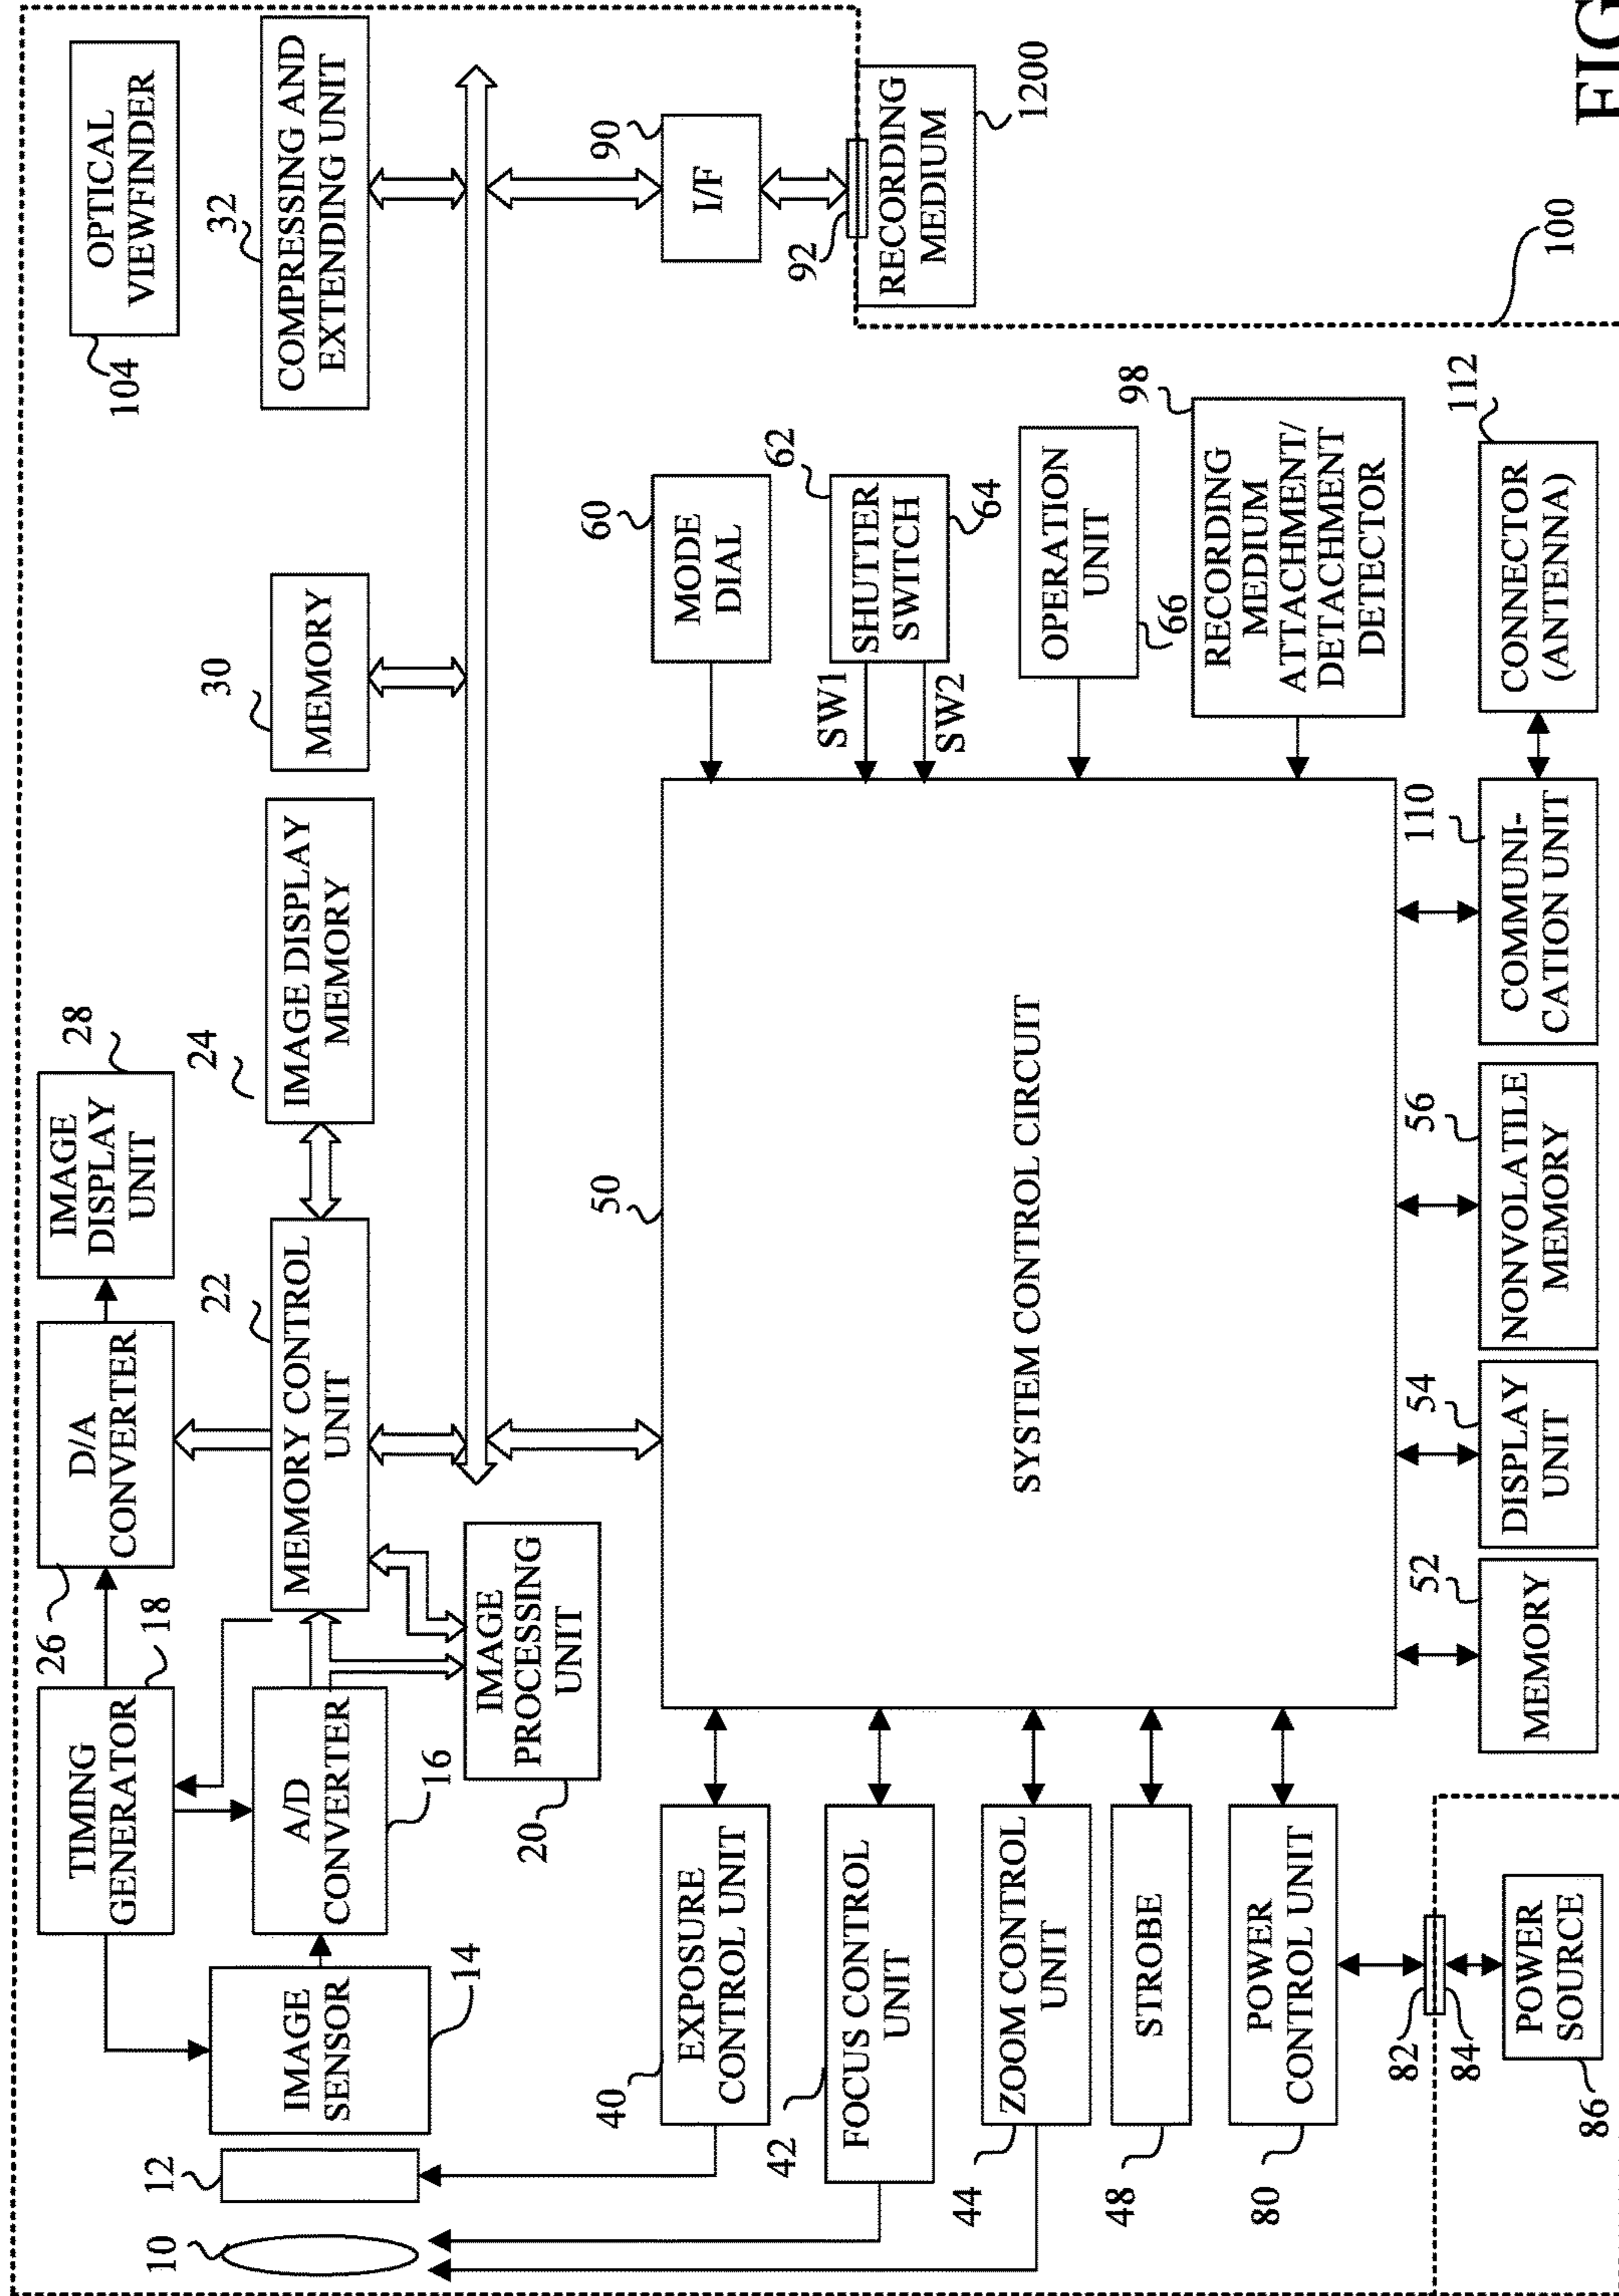 100
10
12
IMAGE
SENSOR
14
TIMING
GENERATOR
18
A/D
CONVERTER
16
26
D/A
CONVERTER
IMAGE
DISPLAY
UNIT
28
MEMORY CONTROL
UNIT
22
IMAGE DISPLAY
MEMORY
24
IMAGE
PROCESSING
UNIT
20
MEMORY
30
OPTICAL
VIEWFINDER
104
COMPRESSING AND
EXTENDING UNIT
32
I/F
90
92
RECORDING
MEDIUM
1200
EXPOSURE
CONTROL UNIT
40
FOCUS CONTROL
UNIT
42
ZOOM CONTROL
UNIT
44
STROBE
48
POWER
CONTROL UNIT
80
82
84
POWER
SOURCE
86
SYSTEM CONTROL CIRCUIT
50
MODE
DIAL
60
SHUTTER
SWITCH
62
64
SW1
SW2
OPERATION
UNIT
66
RECORDING
MEDIUM
ATTACHMENT/
DETACHMENT
DETECTOR
98
MEMORY
52
DISPLAY
UNIT
54
NONVOLATILE
MEMORY
56
COMMUNI-
CATION UNIT
110
CONNECTOR
(ANTENNA)
112